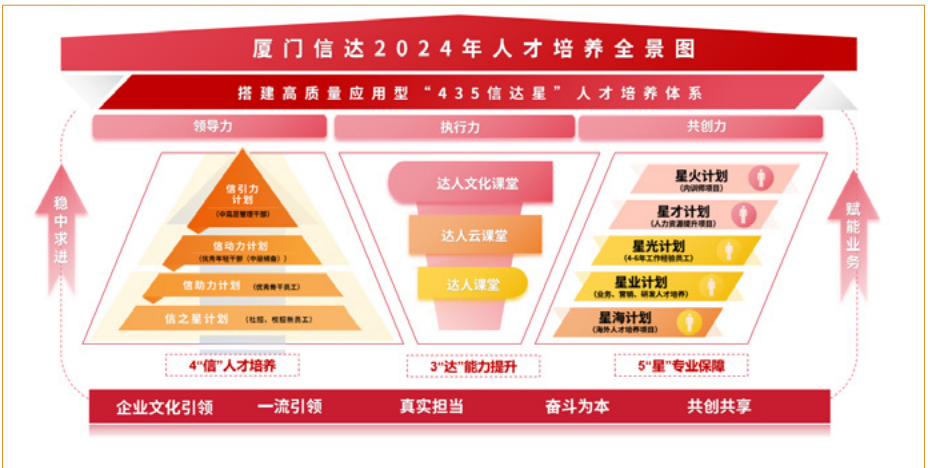 厦门信达2024年人才培养全景图
搭建高质量应用型“435信达星”人才培养体系
领导力
执行力
共创力
稳中求进
信引力
计划
(中高层管理干部)
信动力计划
(优秀年轻干部(中层储备))
信助力计划 (优秀骨干员工)
信之星计划 (社招、校招新员工)
4“信”人才培养
达人文化课堂
达人云课堂
达人课堂
3“达”能力提升
星火计划
(内训师项目)
星才计划
(人力资源提升项目)
星光计划
(4-6年工作经验员工)
星业计划
(业务、营销、研发人才培养)
星海计划
(海外人才培养项目)
5“星”专业保障
赋能业务
企业文化引领 一流引领 真实担当 奋斗为本 共创共享